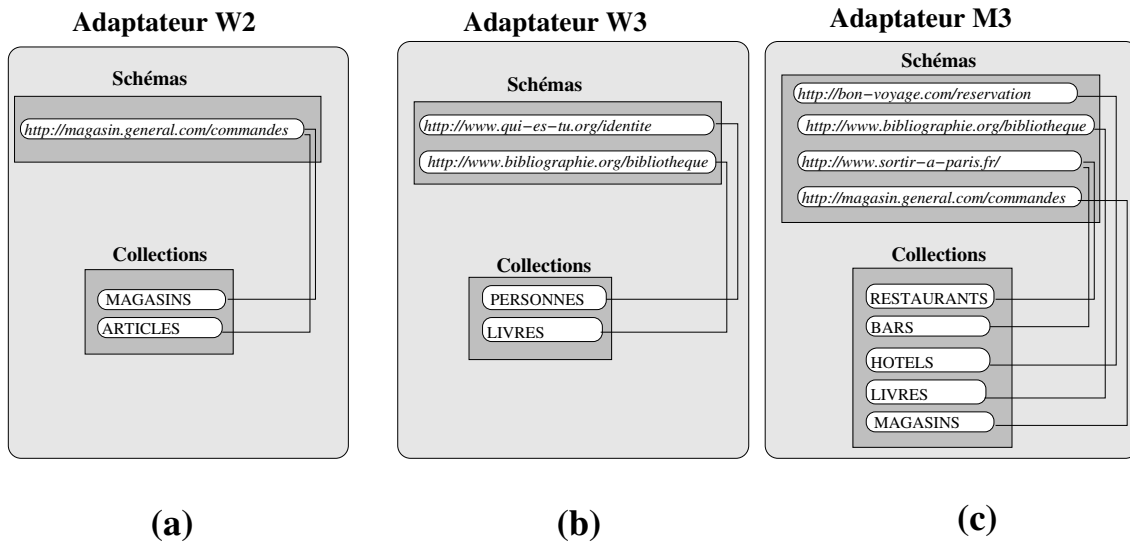 Adaptateur W2
Schémas
http://magasin.general.com/commandes
Collections
MAGASINS
ARTICLES
(a)
Adaptateur W3
Schémas
http://www.qui−es−tu.org/identite
http://www.bibliographie.org/bibliotheque
Collections
PERSONNES
LIVRES
(b)
Adaptateur M3
Schémas
http://bon−voyage.com/reservation
http://www.bibliographie.org/bibliotheque
http://www.sortir−a−paris.fr/
http://magasin.general.com/commandes
Collections
RESTAURANTS
BARS
HOTELS
LIVRES
MAGASINS
(c)